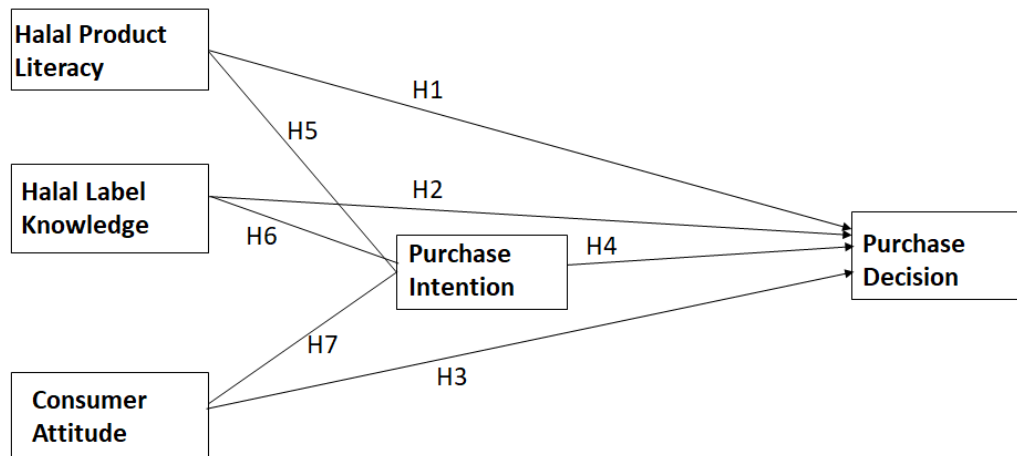 Halal Product
Literacy
H1
H5
Halal Label
Knowledge
H2
H6
Purchase
Intention
H4
Purchase
Decision
H7
H3
Consumer
Attitude